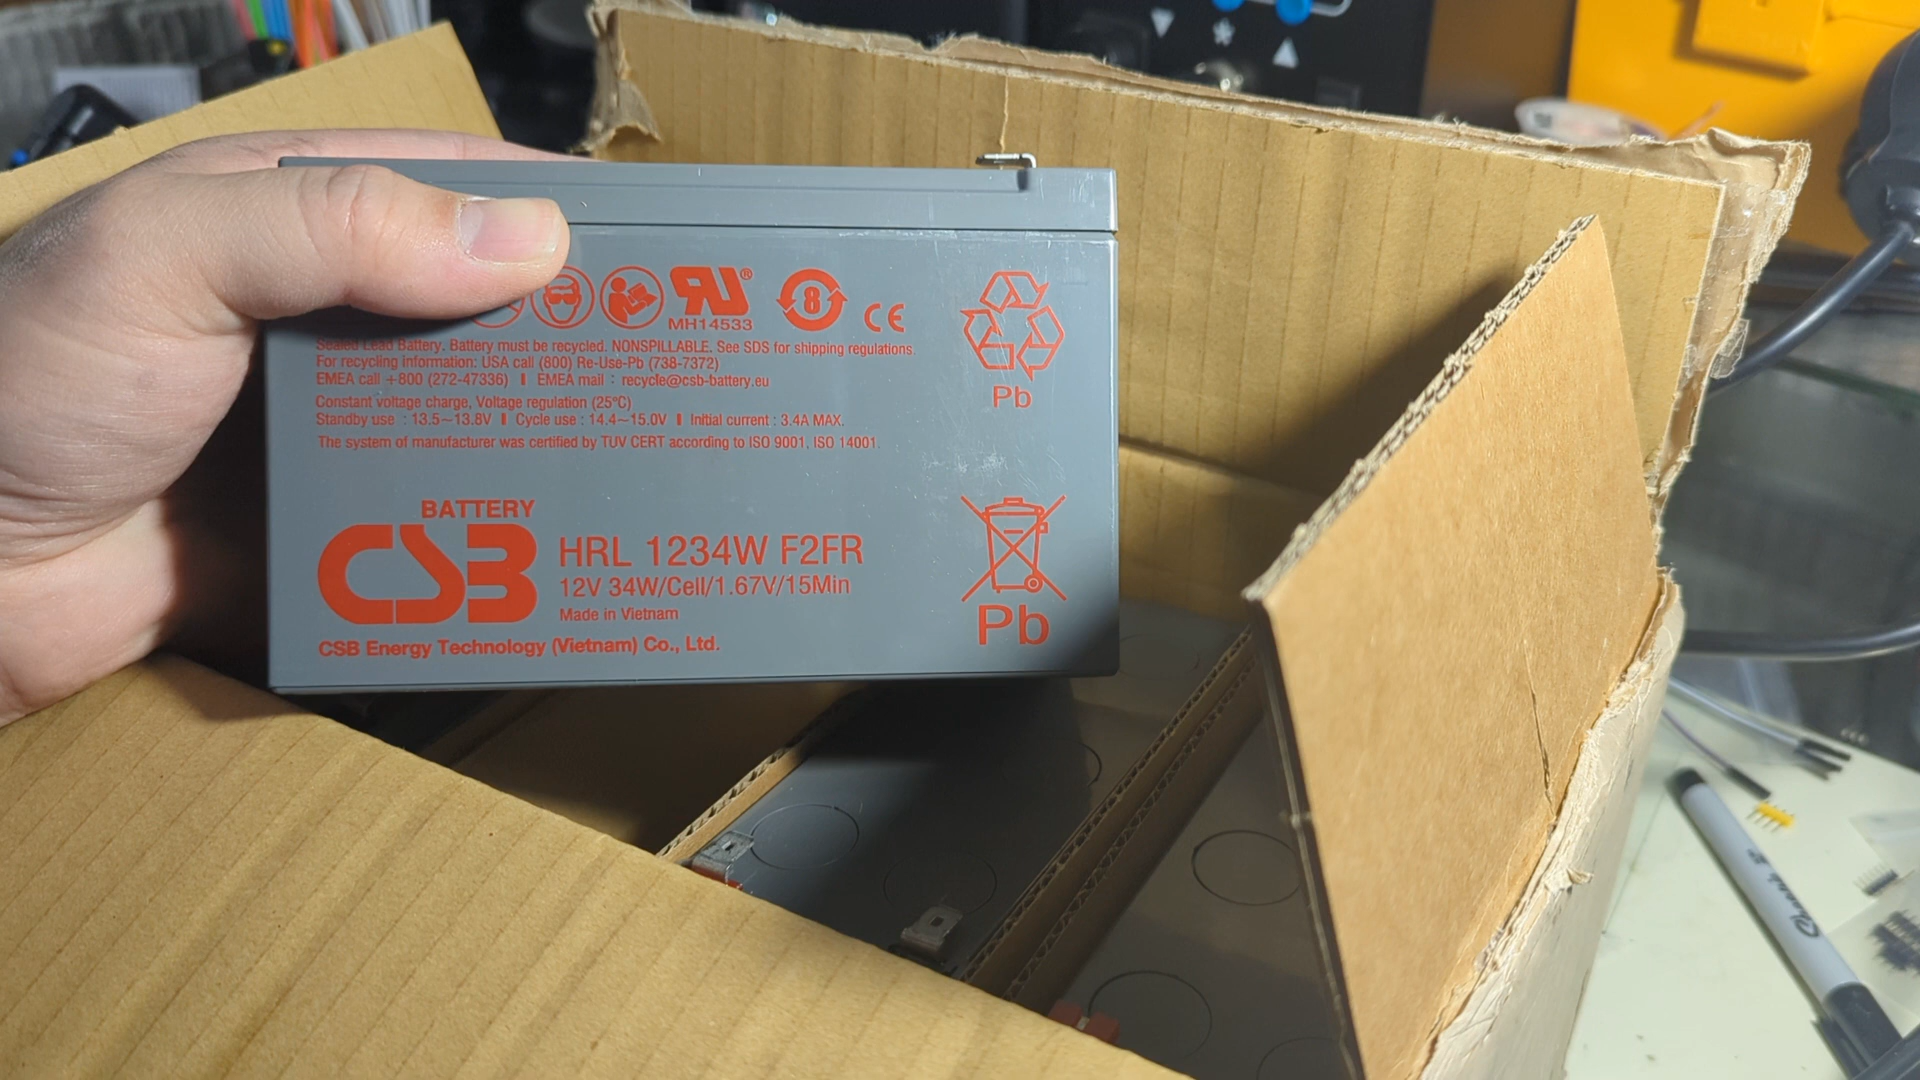 MH14533
8
CE
Sealed Lead Battery. Battery must be recycled. NONSPILLABLE. See SDS for shipping regulations.
For recycling information: USA call (800) Re-Use-Pb (738-7372)
EMEA call +800 (272-47336) I EMEA mail : recycle@csb-battery.eu
Pb
Constant voltage charge, Voltage regulation (25°C)
Standby use : 13.5~13.8V I Cycle use : 14.4~15.0V I Initial current : 3.4A MAX.
The system of manufacturer was certified by TUV CERT according to ISO 9001, ISO 14001.
BATTERY
CSB
HRL 1234W F2FR
12V 34W/Cell/1.67V/15Min
Made in Vietnam
CSB Energy Technology (Vietnam) Co., Ltd.
Pb